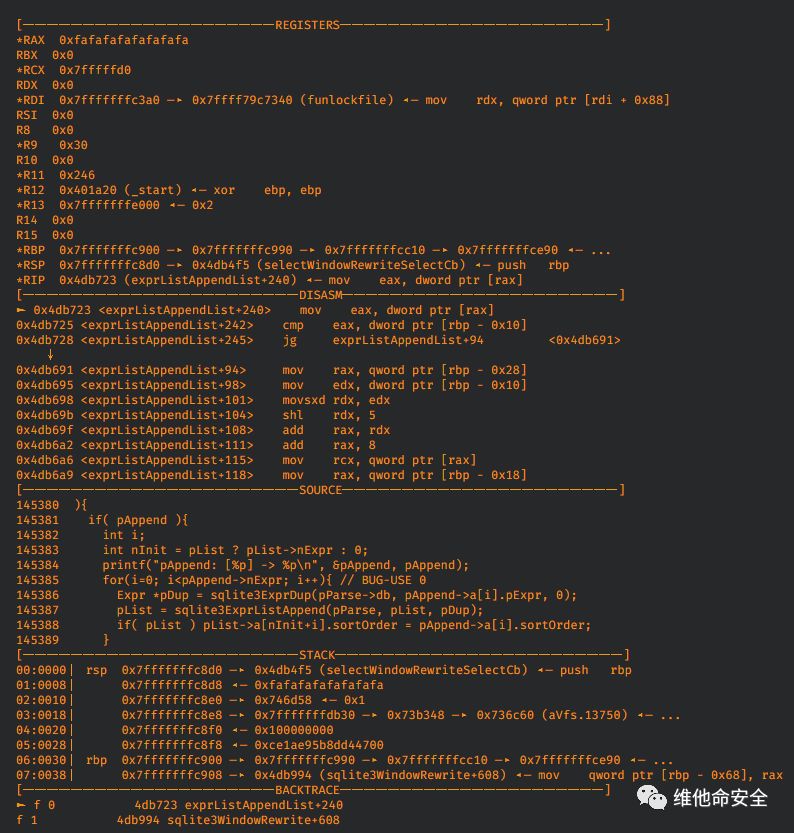 [————————————————————————REGISTERS————————————————————————]
*RAX  0xfafafafafafafafa
RBX  0x0
*RCX  0x7fffffd0
RDX  0x0
*RDI  0x7fffffffc3a0 —▸ 0x7ffff79c7340 (funlockfile) ◂— mov    rdx, qword ptr [rdi + 0x88]
RSI  0x0
R8   0x0
*R9   0x30
R10  0x0
*R11  0x246
*R12  0x401a20 (_start) ◂— xor    ebp, ebp
*R13  0x7fffffffe000 ◂— 0x2
R14  0x0
R15  0x0
*RBP  0x7fffffffc900 —▸ 0x7fffffffc990 —▸ 0x7fffffffcc10 —▸ 0x7fffffffce90 ◂— ...
*RSP  0x7fffffffc8d0 —▸ 0x4db4f5 (selectWindowRewriteSelectCb) ◂— push   rbp
*RIP  0x4db723 (exprListAppendList+240) ◂— mov    eax, dword ptr [rax]
[—————————————————————————DISASM—————————————————————————]
► 0x4db723 <exprListAppendList+240>    mov    eax, dword ptr [rax]
0x4db725 <exprListAppendList+242>    cmp    eax, dword ptr [rbp - 0x10]
0x4db728 <exprListAppendList+245>    jg     exprListAppendList+94         <0x4db691>
↓
0x4db691 <exprListAppendList+94>     mov    rax, qword ptr [rbp - 0x28]
0x4db695 <exprListAppendList+98>     mov    edx, dword ptr [rbp - 0x10]
0x4db698 <exprListAppendList+101>    movsxd rdx, edx
0x4db69b <exprListAppendList+104>    shl    rdx, 5
0x4db69f <exprListAppendList+108>    add    rax, rdx
0x4db6a2 <exprListAppendList+111>    add    rax, 8
0x4db6a6 <exprListAppendList+115>    mov    rcx, qword ptr [rax]
0x4db6a9 <exprListAppendList+118>    mov    rax, qword ptr [rbp - 0x18]
[—————————————————————————SOURCE—————————————————————————]
145380  ){
145381    if( pAppend ){
145382      int i;
145383      int nInit = pList ? pList->nExpr : 0;
145384      printf("pAppend: [%p] -> %p\n", &pAppend, pAppend);
145385      for(i=0; i<pAppend->nExpr; i++){ // BUG-USE 0
145386        Expr *pDup = sqlite3ExprDup(pParse->db, pAppend->a[i].pExpr, 0);
145387        pList = sqlite3ExprListAppend(pParse, pList, pDup);
145388        if( pList ) pList->a[nInit+i].sortOrder = pAppend->a[i].sortOrder;
145389      }
[—————————————————————————STACK—————————————————————————]
00:0000│ rsp  0x7fffffffc8d0 —▸ 0x4db4f5 (selectWindowRewriteSelectCb) ◂— push   rbp
01:0008│      0x7fffffffc8d8 ◂— 0xfafafafafafafafa
02:0010│      0x7fffffffc8e0 ◂— 0x746d58 ◂— 0x1
03:0018│      0x7fffffffc8e8 —▸ 0x7fffffffdb30 —▸ 0x73b348 —▸ 0x736c60 (aVfs.13750) ◂— ...
04:0020│      0x7fffffffc8f0 ◂— 0x100000000
05:0028│      0x7fffffffc8f8 ◂— 0xce1ae95b8dd44700
06:0030│ rbp  0x7fffffffc900 —▸ 0x7fffffffc990 —▸ 0x7fffffffcc10 —▸ 0x7fffffffce90 ◂— ...
07:0038│      0x7fffffffc908 —▸ 0x4db994 (sqlite3WindowRewrite+608) ◂— mov    qword ptr [rbp - 0x68], rax
[————————————————————————BACKTRACE————————————————————————]
► f 0           4db723 exprListAppendList+240
f 1           4db994 sqlite3WindowRewrite+608
维他命安全